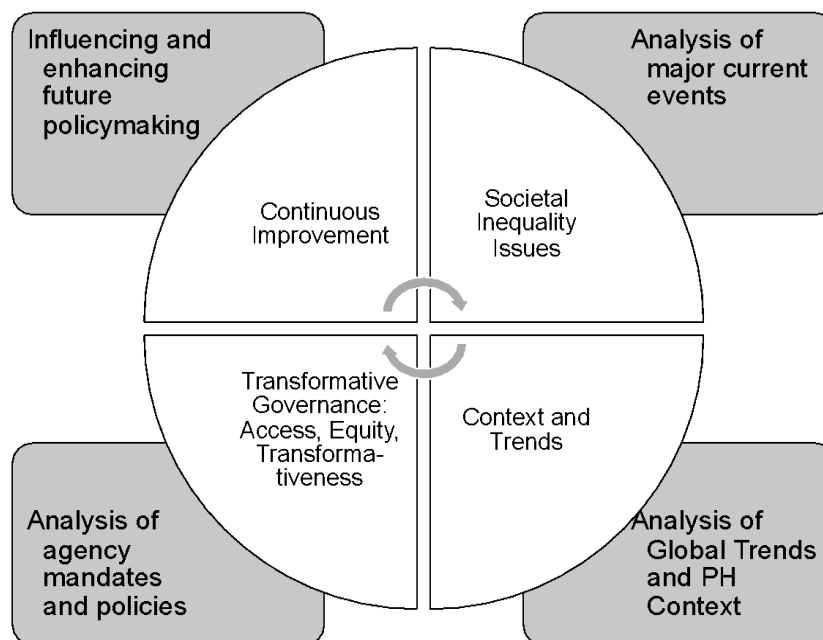 Influencing and
enhancing
future
policymaking
Analysis of
major current
events
Continuous
Improvement
Societal
Inequality
Issues
Transformative
Governance:
Access, Equity,
Transforma-
tiveness
Context and
Trends
Analysis of
agency
mandates
and policies
Analysis of
Global Trends
and PH
Context